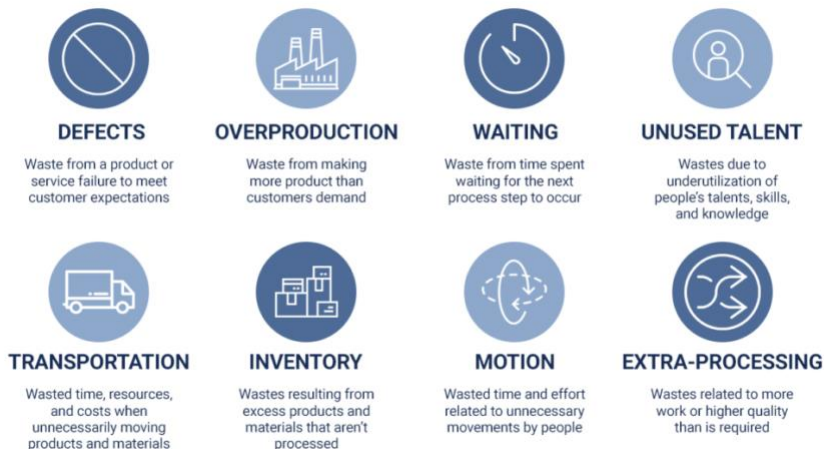 DEFECTS
Waste from a product or
service failure to meet
customer expectations
OVERPRODUCTION
Waste from making
more product than
customers demand
WAITING
Waste from time spent
waiting for the next
process step to occur
UNUSED TALENT
Wastes due to
underutilization of
people's talents, skills,
and knowledge
TRANSPORTATION
Wasted time, resources,
and costs when
unnecessarily moving
products and materials
INVENTORY
Wastes resulting from
excess products and
materials that aren't
processed
MOTION
Wasted time and effort
related to unnecessary
movements by people
EXTRA-PROCESSING
Wastes related to more
work or higher quality
than is required